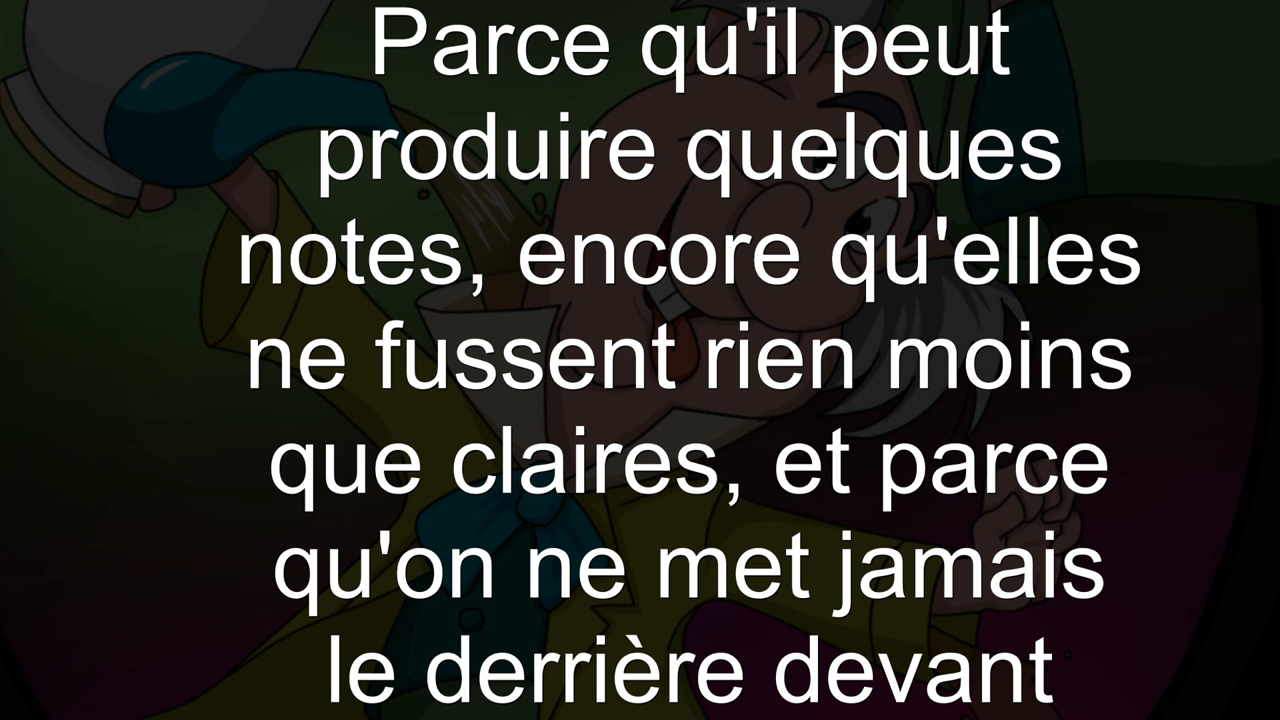 Parce qu'il peut
produire quelques
notes, encore qu'elles
ne fussent rien moins
que claires, et parce
qu'on ne met jamais
le derrière devant